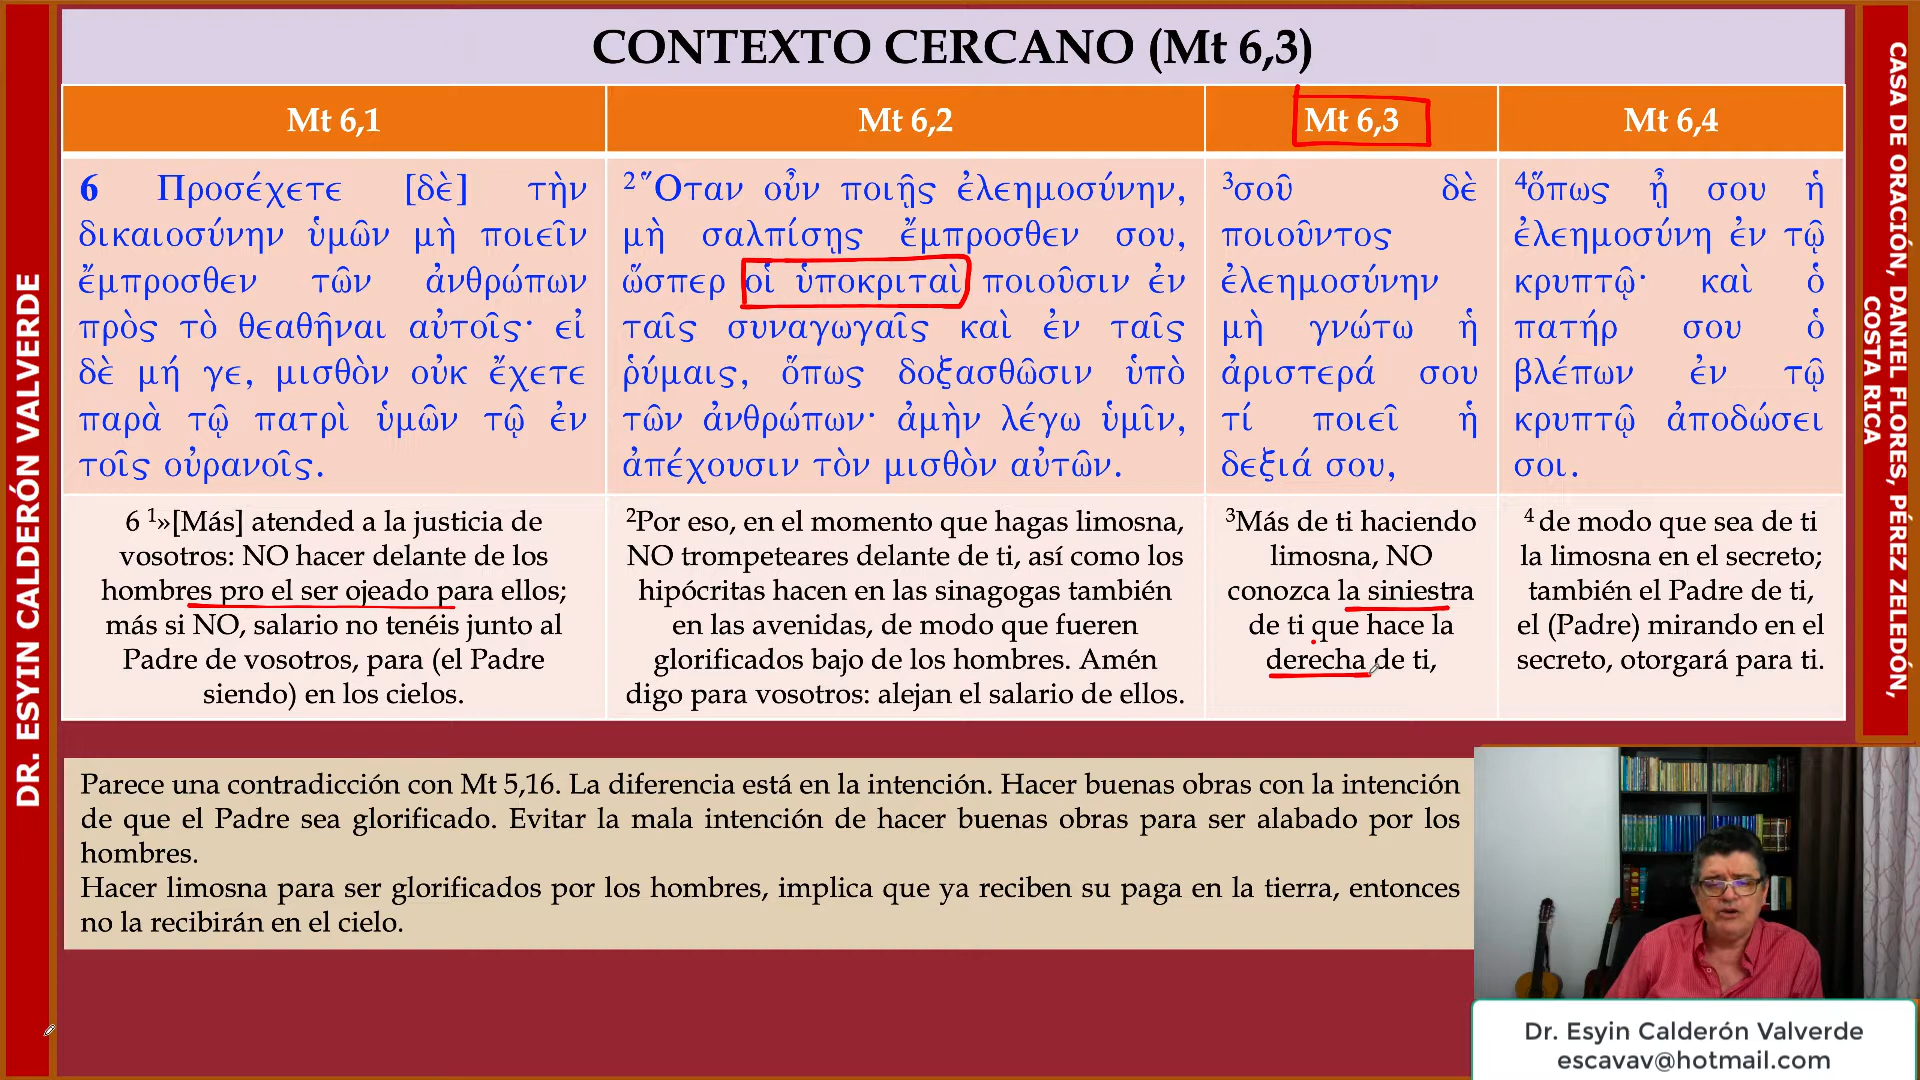 CONTEXTO CERCANO (Mt 6,3)
Mt 6,1
Mt 6,2
Mt 6,3
Mt 6,4
6 Προσέχετε [δὲ] τὴν
δικαιοσύνην ὑμῶν μὴ ποιεῖν
ἔμπροσθεν τῶν ἀνθρώπων
πρὸς τὸ θεαθῆναι αὐτοῖς· εἰ
δὲ μή γε, μισθὸν οὐκ ἔχετε
παρὰ τῷ πατρὶ ὑμῶν τῷ ἐν
τοῖς οὐρανοῖς.
²Ὅταν οὖν ποιῇς ἐλεημοσύνην,
μὴ σαλπίσῃς ἔμπροσθεν σου,
ὥσπερ οἱ ὑποκριταὶ ποιοῦσιν ἐν
ταῖς συναγωγαῖς καὶ ἐν ταῖς
ῥύμαις, ὅπως δοξασθῶσιν ὑπὸ
τῶν ἀνθρώπων· ἀμὴν λέγω ὑμῖν,
ἀπέχουσιν τὸν μισθὸν αὐτῶν.
³σοῦ δὲ
ποιοῦντος
ἐλεημοσύνην
μὴ γνώτω ἡ
ἀριστερά σου
τί ποιεῖ ἡ
δεξιά σου,
⁴ὅπως ᾖ σου ἡ
ἐλεημοσύνη ἐν τῷ
κρυπτῷ· καὶ ὁ
πατήρ σου ὁ
βλέπων ἐν τῷ
κρυπτῷ ἀποδώσει
σοι.
6 ¹»[Más] atended a la justicia de
vosotros: NO hacer delante de los
hombres pro el ser ojeado para ellos;
más si NO, salario no tenéis junto al
Padre de vosotros, para (el Padre
siendo) en los cielos.
²Por eso, en el momento que hagas limosna,
NO trompeteares delante de ti, así como los
hipócritas hacen en las sinagogas también
en las avenidas, de modo que fueren
glorificados bajo de los hombres. Amén
digo para vosotros: alejan el salario de ellos.
³Más de ti haciendo
limosna, NO
conozca la siniestra
de ti que hace la
derecha de ti,
⁴ de modo que sea de ti
la limosna en el secreto;
también el Padre de ti,
el (Padre) mirando en el
secreto, otorgará para ti.
Parece una contradicción con Mt 5,16. La diferencia está en la intención. Hacer buenas obras con la intención
de que el Padre sea glorificado. Evitar la mala intención de hacer buenas obras para ser alabado por los
hombres.
Hacer limosna para ser glorificados por los hombres, implica que ya reciben su paga en la tierra, entonces
no la recibirán en el cielo.
DR. ESYIN CALDERÓN VALVERDE
CASA DE ORACIÓN, DANIEL FLORES, PÉREZ ZELEDÓN,
COSTA RICA
Dr. Esyin Calderón Valverde
escavav@hotmail.com